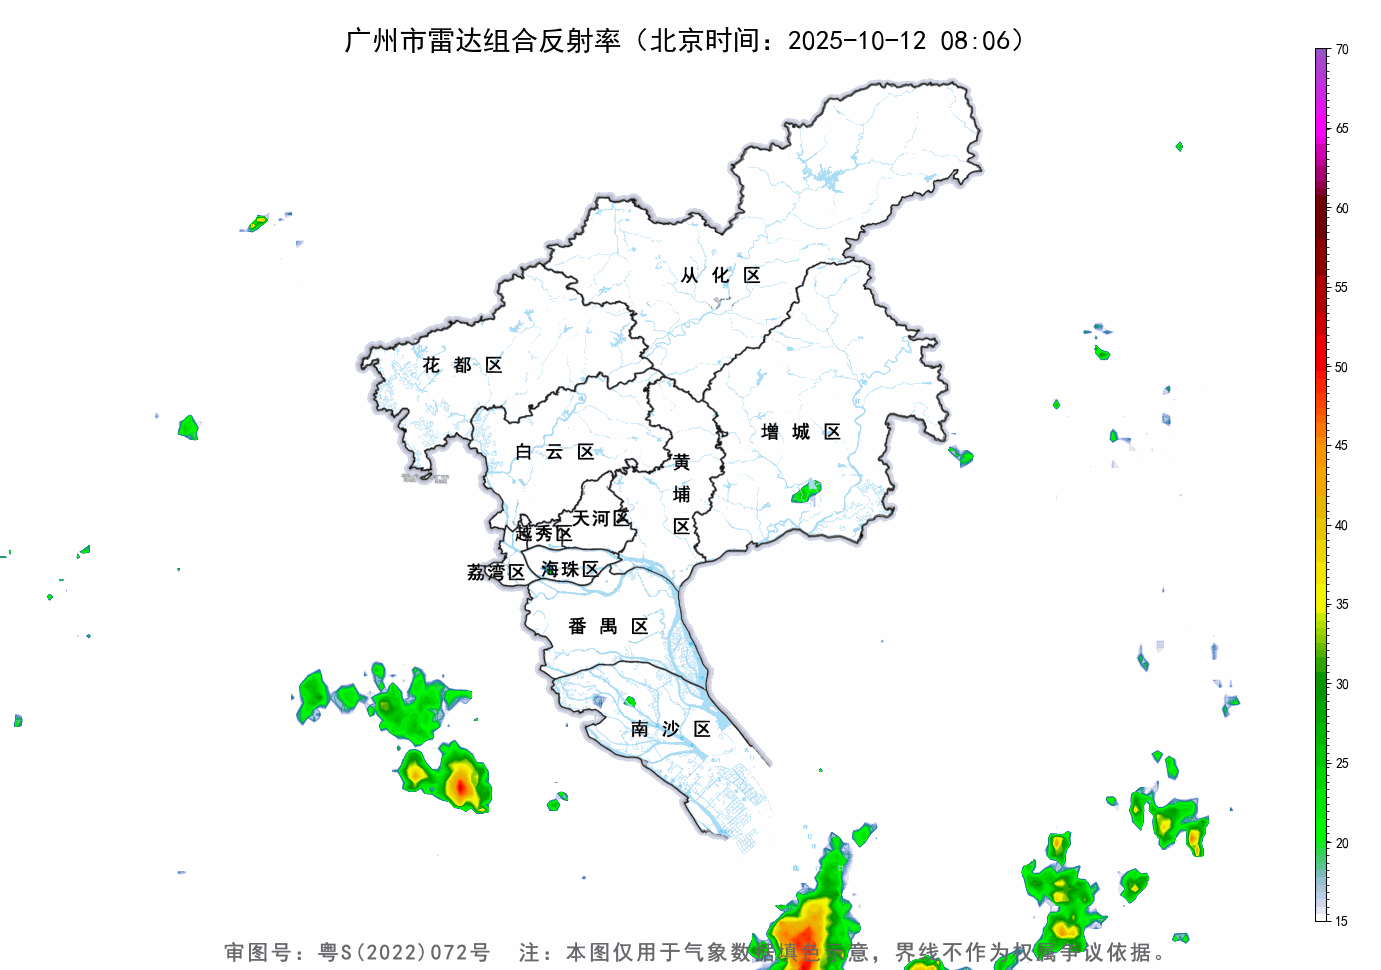 广州市雷达组合反射率（北京时间：2025-10-12 08:06）
70
65
60
55
50
45
40
35
30
25
20
15
从化区
花都区
增城区
白云区
黄埔区
天河区
越秀区
荔湾区
海珠区
番禺区
南沙区
审图号：粤S(2022)072号 注：本图仅用于气象数据填色示意，界线不作为权属争议依据。